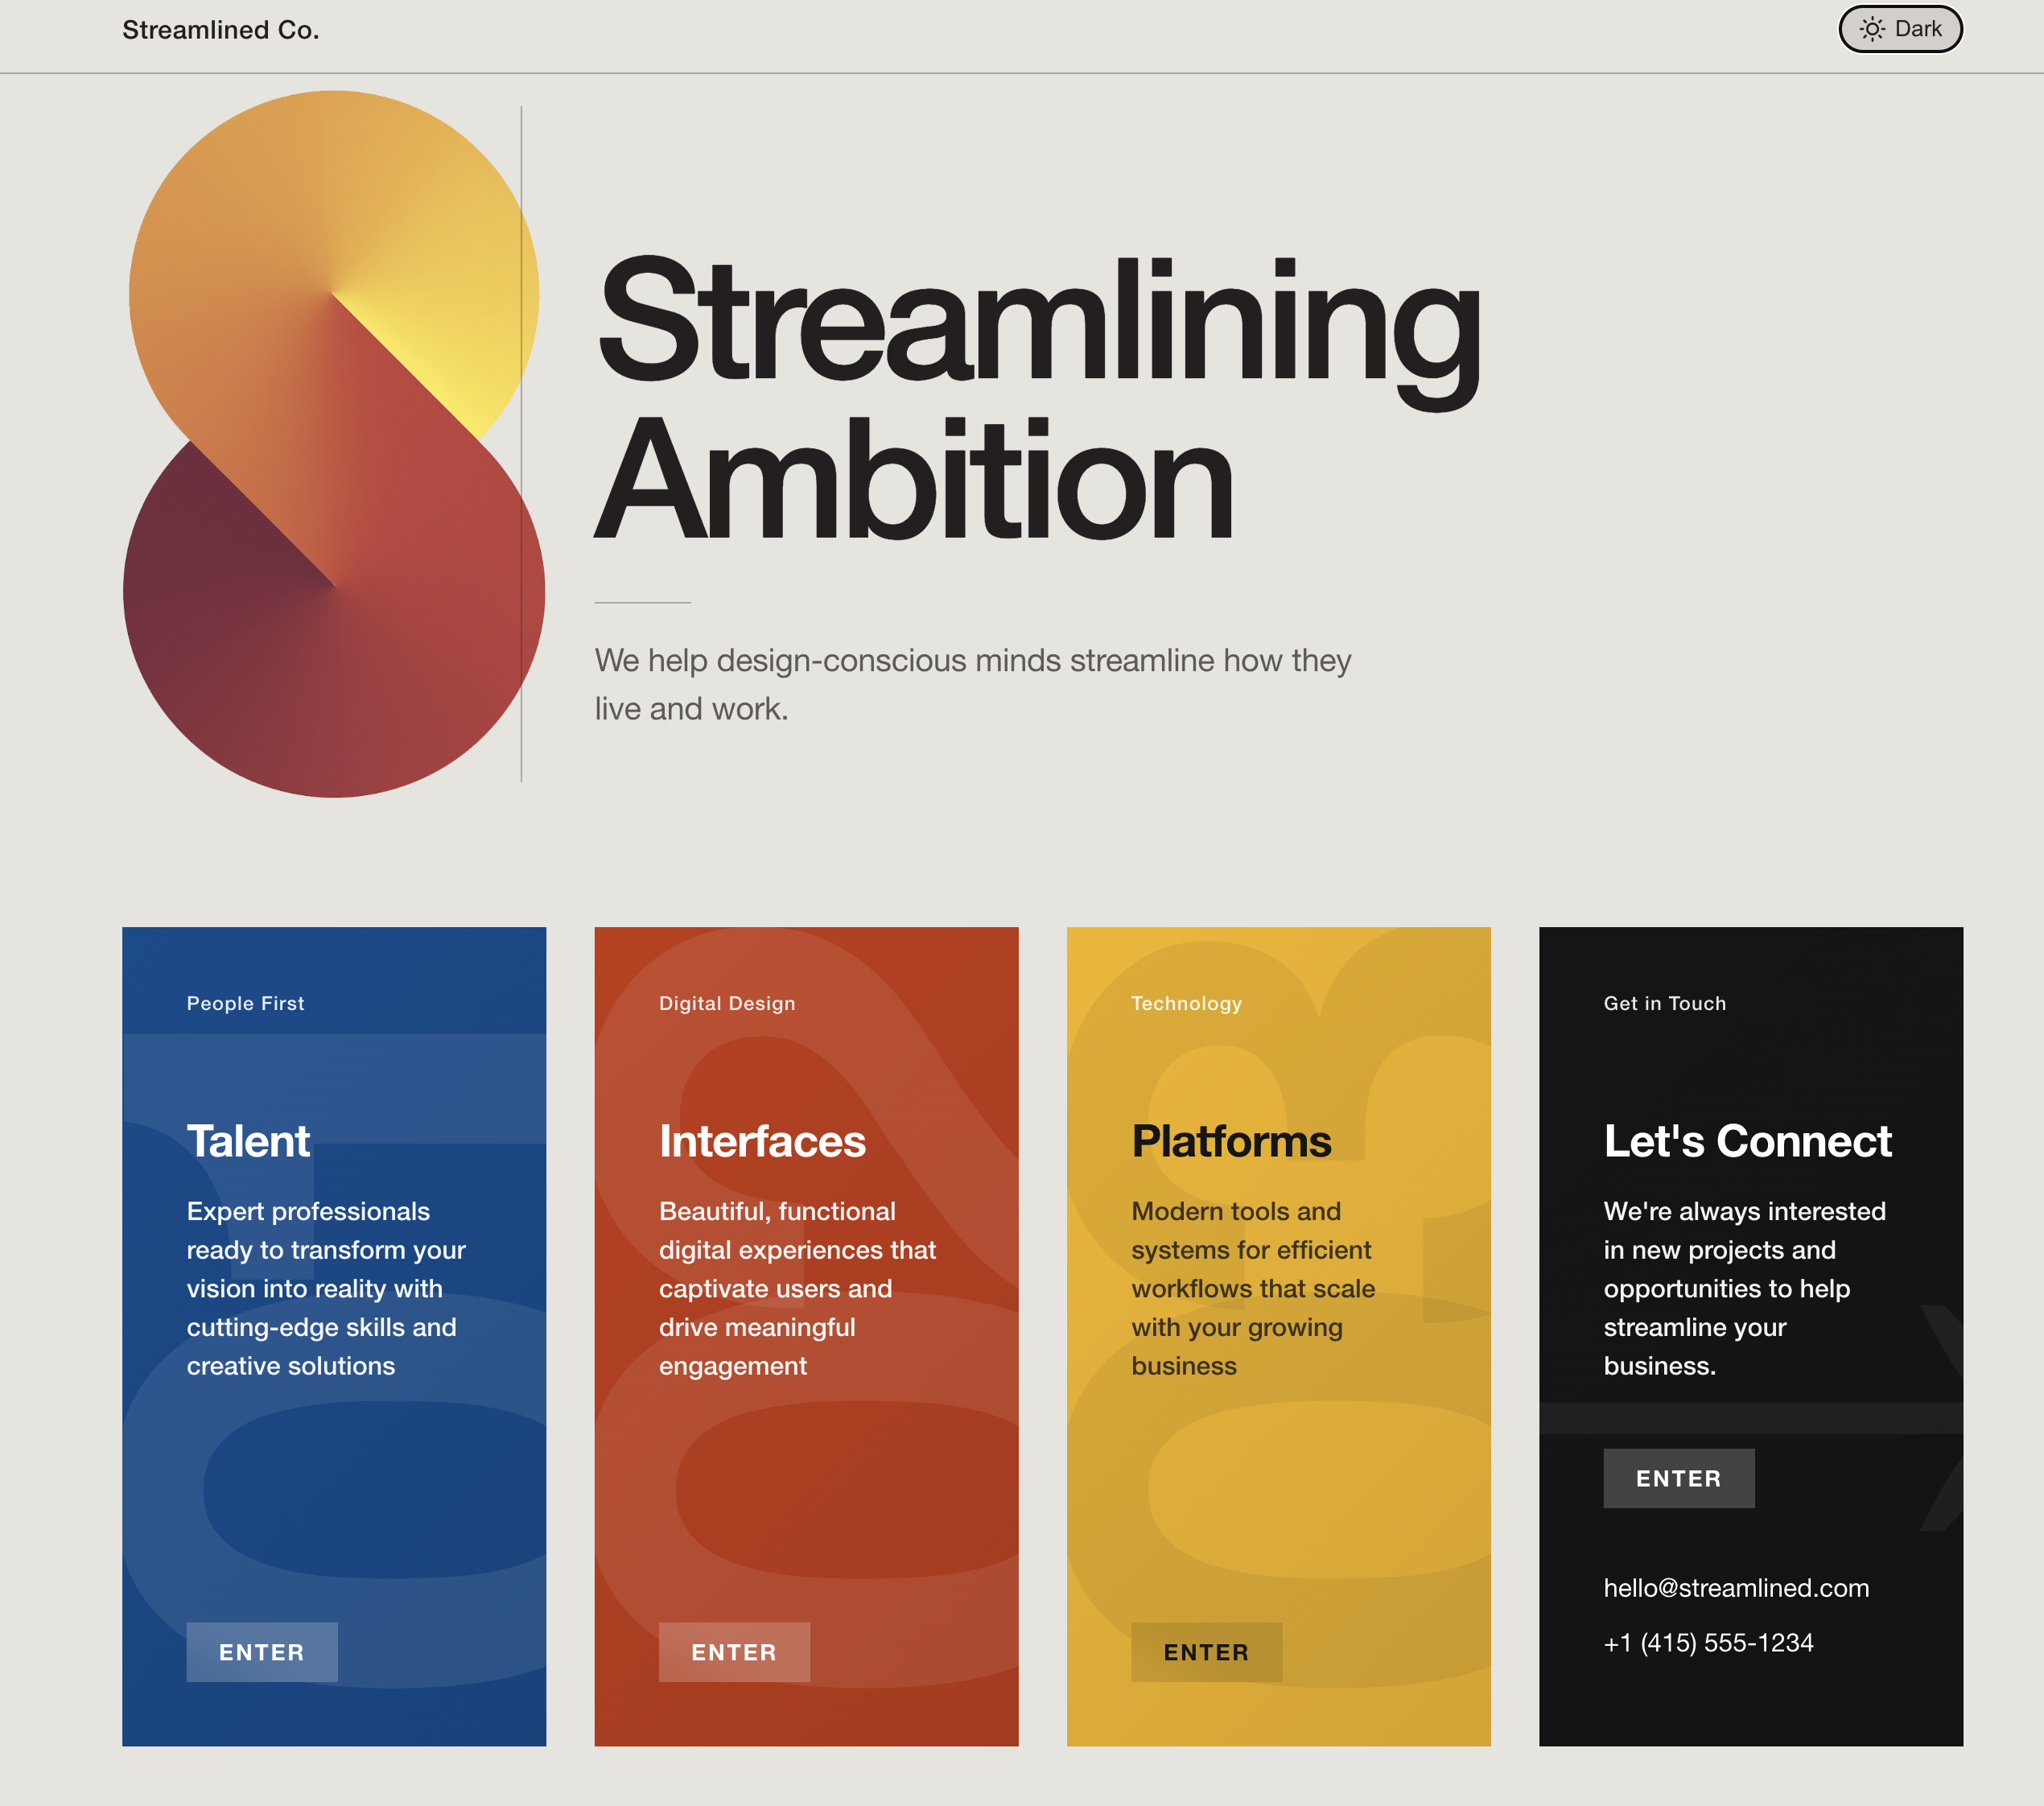 Streamlined Co.
Dark
Streamlining
Ambition
We help design-conscious minds streamline how they
live and work.
People First
Talent
Expert professionals
ready to transform your
vision into reality with
cutting-edge skills and
creative solutions
ENTER
Digital Design
Interfaces
Beautiful, functional
digital experiences that
captivate users and
drive meaningful
engagement
ENTER
Technology
Platforms
Modern tools and
systems for efficient
workflows that scale
with your growing
business
ENTER
Get in Touch
Let's Connect
We're always interested
in new projects and
opportunities to help
streamline your
business.
ENTER
hello@streamlined.com
+1 (415) 555-1234